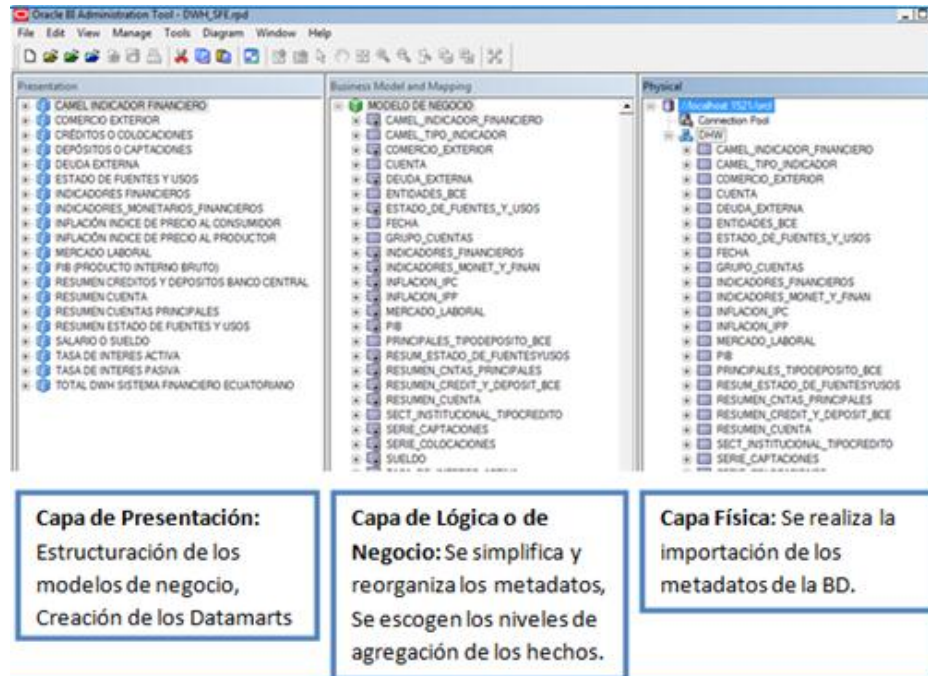 Oracle BI Administration Tool - DWH_SFE.rpd
File Edit View Manage Tools Diagram Window Help
Presentation
CAMEL INDICADOR FINANCIERO
COMERCIO EXTERIOR
CRÉDITOS O COLOCACIONES
DEPÓSITOS O CAPTACIONES
DEUDA EXTERNA
ESTADO DE FUENTES Y USOS
INDICADORES FINANCIEROS
INDICADORES_MONETARIOS_FINANCIEROS
INFLACIÓN INDICE DE PRECIO AL CONSUMIDOR
INFLACIÓN INDICE DE PRECIO AL PRODUCTOR
MERCADO LABORAL
PIB (PRODUCTO INTERNO BRUTO)
RESUMEN CREDITOS Y DEPOSITOS BANCO CENTRAL
RESUMEN CUENTA
RESUMEN CUENTAS PRINCIPALES
RESUMEN ESTADO DE FUENTES Y USOS
SALARIO O SUELDO
TASA DE INTERES ACTIVA
TASA DE INTERES PASIVA
TOTAL DWH SISTEMA FINANCIERO ECUATORIANO
Business Model and Mapping
MODELO DE NEGOCIO
CAMEL_INDICADOR_FINANCIERO
CAMEL_TIPO_INDICADOR
COMERCIO_EXTERIOR
CUENTA
DEUDA_EXTERNA
ENTIDADES_BCE
ESTADO_DE_FUENTES_Y_USOS
FECHA
GRUPO_CUENTAS
INDICADORES_FINANCIEROS
INDICADORES_MONET_Y_FINAN
INFLACION_IPC
INFLACION_IPP
MERCADO_LABORAL
PIB
PRINCIPALES_TIPODEPOSITO_BCE
RESUM_ESTADO_DE_FUENTESYUSOS
RESUMEN_CNTAS_PRINCIPALES
RESUMEN_CREDIT_Y_DEPOSIT_BCE
RESUMEN_CUENTA
SECT_INSTITUCIONAL_TIPOCREDITO
SERIE_CAPTACIONES
SERIE_COLOCACIONES
SUELDO
Physical
//localhost:1521/orcl
Connection Pool
DHW
CAMEL_INDICADOR_FINANCIERO
CAMEL_TIPO_INDICADOR
COMERCIO_EXTERIOR
CUENTA
DEUDA_EXTERNA
ENTIDADES_BCE
ESTADO_DE_FUENTES_Y_USOS
FECHA
GRUPO_CUENTAS
INDICADORES_FINANCIEROS
INDICADORES_MONET_Y_FINAN
INFLACION_IPC
INFLACION_IPP
MERCADO_LABORAL
PIB
PRINCIPALES_TIPODEPOSITO_BCE
RESUM_ESTADO_DE_FUENTESYUSOS
RESUMEN_CNTAS_PRINCIPALES
RESUMEN_CREDIT_Y_DEPOSIT_BCE
RESUMEN_CUENTA
SECT_INSTITUCIONAL_TIPOCREDITO
SERIE_CAPTACIONES
Capa de Presentación:
Estructuración de los
modelos de negocio,
Creación de los Datamarts
Capa de Lógica o de
Negocio: Se simplifica y
reorganiza los metadatos,
Se escogen los niveles de
agregación de los hechos.
Capa Física: Se realiza la
importación de los
metadatos de la BD.